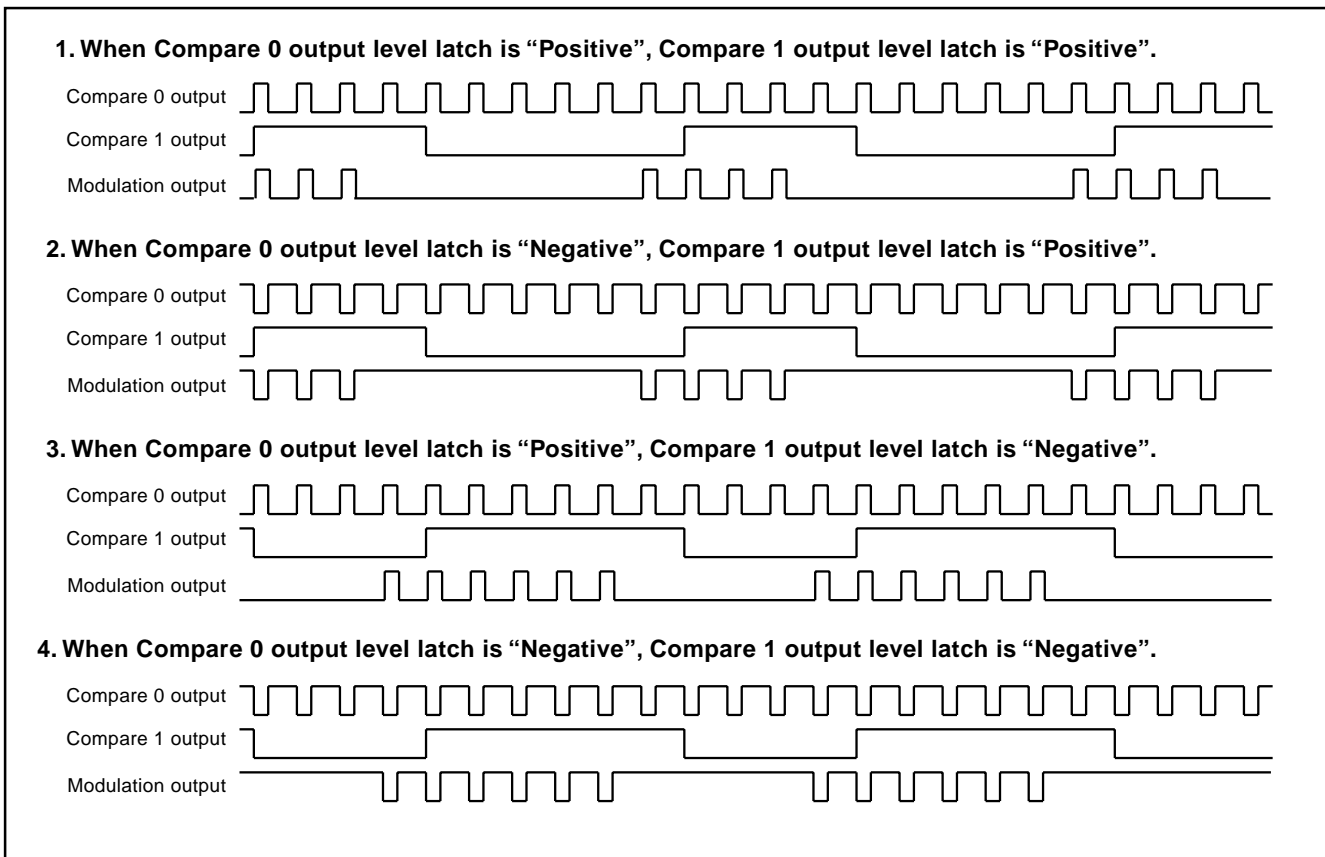 1. When Compare 0 output level latch is “Positive”, Compare 1 output level latch is “Positive”.
Compare 0 output
Compare 1 output
Modulation output
2. When Compare 0 output level latch is “Negative”, Compare 1 output level latch is “Positive”.
Compare 0 output
Compare 1 output
Modulation output
3. When Compare 0 output level latch is “Positive”, Compare 1 output level latch is “Negative”.
Compare 0 output
Compare 1 output
Modulation output
4. When Compare 0 output level latch is “Negative”, Compare 1 output level latch is “Negative”.
Compare 0 output
Compare 1 output
Modulation output